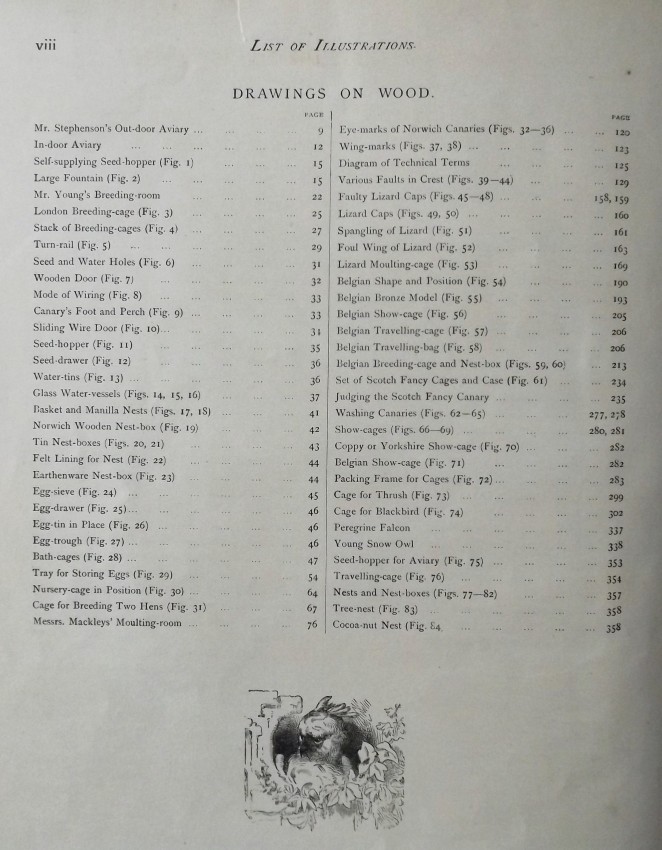 viii
LIST OF ILLUSTRATIONS.
DRAWINGS ON WOOD.
PAGE
Mr. Stephenson's Out-door Aviary ... ... ... ... 9
In-door Aviary ... ... ... ... ... 12
Self-supplying Seed-hopper (Fig. 1) ... ... ... 15
Large Fountain (Fig. 2) ... ... ... ... 15
Mr. Young's Breeding-room ... ... ... 22
London Breeding-cage (Fig. 3) ... ... ... 25
Stack of Breeding-cages (Fig. 4) ... ... ... 27
Turn-rail (Fig. 5) ... ... ... ... ... 29
Seed and Water Holes (Fig. 6) ... ... ... 31
Wooden Door (Fig. 7) ... ... ... ... 32
Mode of Wiring (Fig. 8) ... ... ... ... 33
Canary's Foot and Perch (Fig. 9) ... ... ... ... 33
Sliding Wire Door (Fig. 10)... ... ... ... ... 34
Seed-hopper (Fig. 11) ... ... ... ... 35
Seed-drawer (Fig. 12) ... ... ... ... 36
Water-tins (Fig. 13) ... ... ... ... ... 36
Glass Water-vessels (Figs. 14, 15, 16) ... ... ... 37
Basket and Manilla Nests (Figs. 17, 18) ... ... ... 41
Norwich Wooden Nest-box (Fig. 19) ... ... ... 42
Tin Nest-boxes (Figs. 20, 21) ... ... ... ... 43
Felt Lining for Nest (Fig. 22) ... ... ... ... 44
Earthenware Nest-box (Fig. 23) ... ... ... ... 44
Egg-sieve (Fig. 24) ... ... ... ... ... 45
Egg-drawer (Fig. 25)... ... ... ... ... 46
Egg-tin in Place (Fig. 26) ... ... ... ... 46
Egg-trough (Fig. 27) ... ... ... ... ... 46
Bath-cages (Fig. 28) ... ... ... ... ... 47
Tray for Storing Eggs (Fig. 29) ... ... ... 54
Nursery-cage in Position (Fig. 30) ... ... ... ... 64
Cage for Breeding Two Hens (Fig. 31) ... ... ... 67
Messrs. Mackleys' Moulting-room ... ... ... ... 76
PAGE
Eye-marks of Norwich Canaries (Figs. 32—36) ... ... 120
Wing-marks (Figs. 37, 38) ... ... ... ... ... 123
Diagram of Technical Terms ... ... ... ... 125
Various Faults in Crest (Figs. 39—44) ... ... ... 129
Faulty Lizard Caps (Figs. 45—48) ... ... ... 158, 159
Lizard Caps (Figs. 49, 50) ... ... ... ... ... 160
Spangling of Lizard (Fig. 51) ... ... ... ... 161
Foul Wing of Lizard (Fig. 52) ... ... ... ... 163
Lizard Moulting-cage (Fig. 53) ... ... ... ... 169
Belgian Shape and Position (Fig. 54) ... ... ... 190
Belgian Bronze Model (Fig. 55) ... ... ... ... 193
Belgian Show-cage (Fig. 56) ... ... ... ... 205
Belgian Travelling-cage (Fig. 57) ... ... ... ... 206
Belgian Travelling-bag (Fig. 58) ... ... ... ... 206
Belgian Breeding-cage and Nest-box (Figs. 59, 60) ... 213
Set of Scotch Fancy Cages and Case (Fig. 61) ... ... 234
Judging the Scotch Fancy Canary ... ... ... 235
Washing Canaries (Figs. 62—65) ... ... ... 277, 278
Show-cages (Figs. 66—69) ... ... ... ... 280, 281
Coppy or Yorkshire Show-cage (Fig. 70) ... ... ... 282
Belgian Show-cage (Fig. 71) ... ... ... ... 282
Packing Frame for Cages (Fig. 72)... ... ... ... 283
Cage for Thrush (Fig. 73) ... ... ... ... 299
Cage for Blackbird (Fig. 74) ... ... ... ... 302
Peregrine Falcon ... ... ... ... ... 337
Young Snow Owl ... ... ... ... ... 338
Seed-hopper for Aviary (Fig. 75) ... ... ... ... 353
Travelling-cage (Fig. 76) ... ... ... ... 354
Nests and Nest-boxes (Figs. 77—82) ... ... ... 357
Tree-nest (Fig. 83) ... ... ... ... ... 358
Cocoa-nut Nest (Fig. 84 ... ... ... ... ... 358